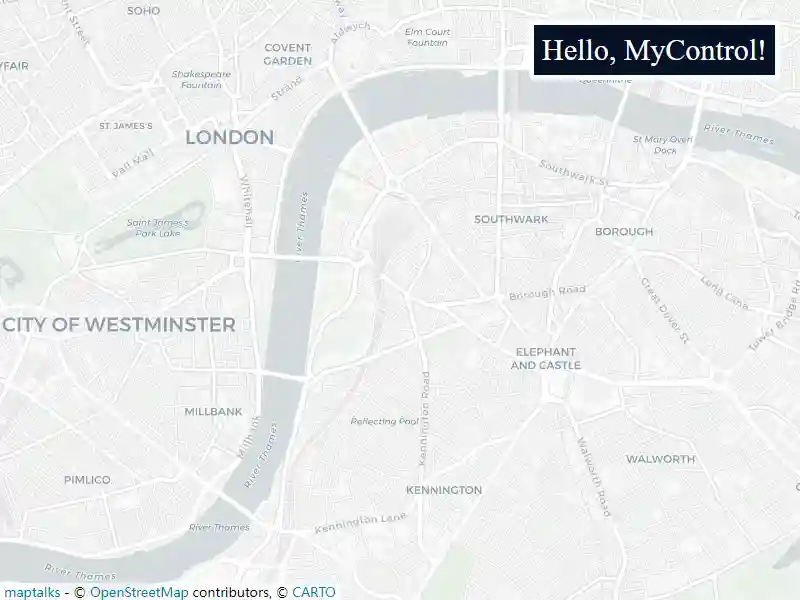 SOHO
Aldwych
Elm Court
Fountain
COVENT
GARDEN
Hello, MyControl!
Shakespeare
Fountain
Strand
ST. JAMES'S
LONDON
River Thames
St Mary Overi
Dock
Pall Mall
Southwark St
Whitehall
Saint James's
Park Lake
River Thames
SOUTHWARK
BOROUGH
Borough Road
Great Dover St
Long Lane
Tower Bridge Ro
CITY OF WESTMINSTER
ELEPHANT
AND CASTLE
MILLBANK
Millbank
River Thames
Reflecting Pool
Kennington Road
Walworth Road
WALWORTH
PIMLICO
KENNINGTON
River Thames
Kennington Lane
River Thames
maptalks - © OpenStreetMap contributors, © CARTO